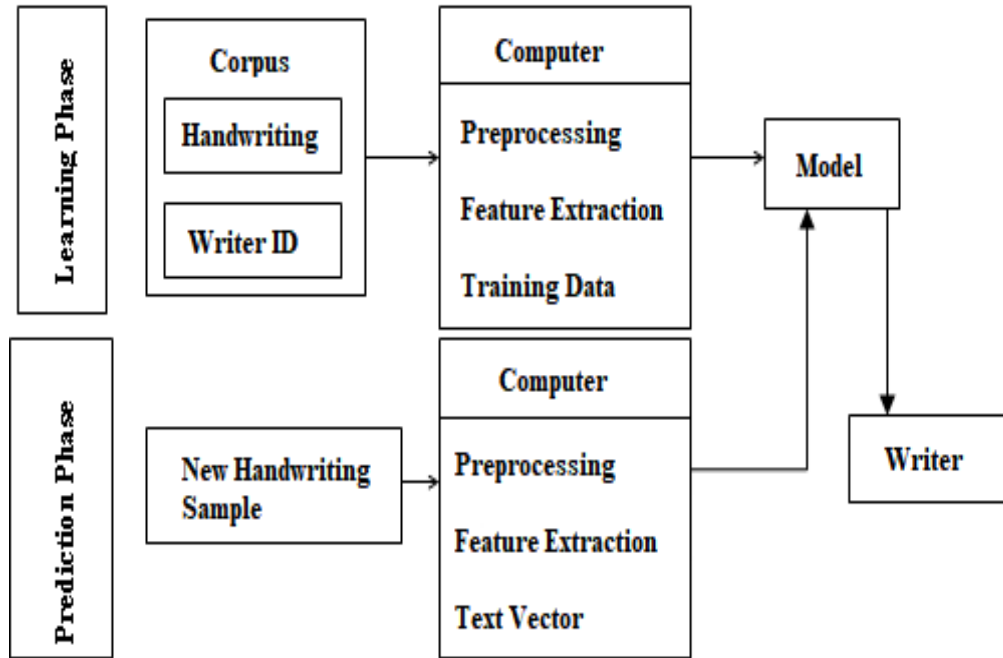 Learning Phase
Corpus
Handwriting
Writer ID
Computer
Preprocessing
Feature Extraction
Training Data
Model
Prediction Phase
New Handwriting
Sample
Computer
Preprocessing
Feature Extraction
Text Vector
Writer